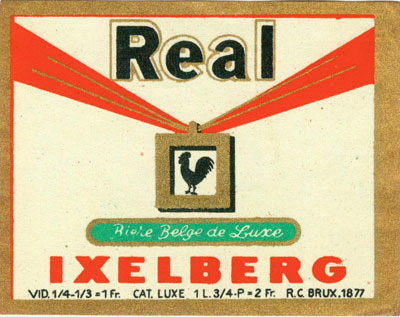 Real
Bière Belge de Luxe
IXELBERG
VID. 1/4-1/3 = 1 Fr. CAT. LUXE 1 L. 3/4-P = 2 Fr. R.C. BRUX. 1877